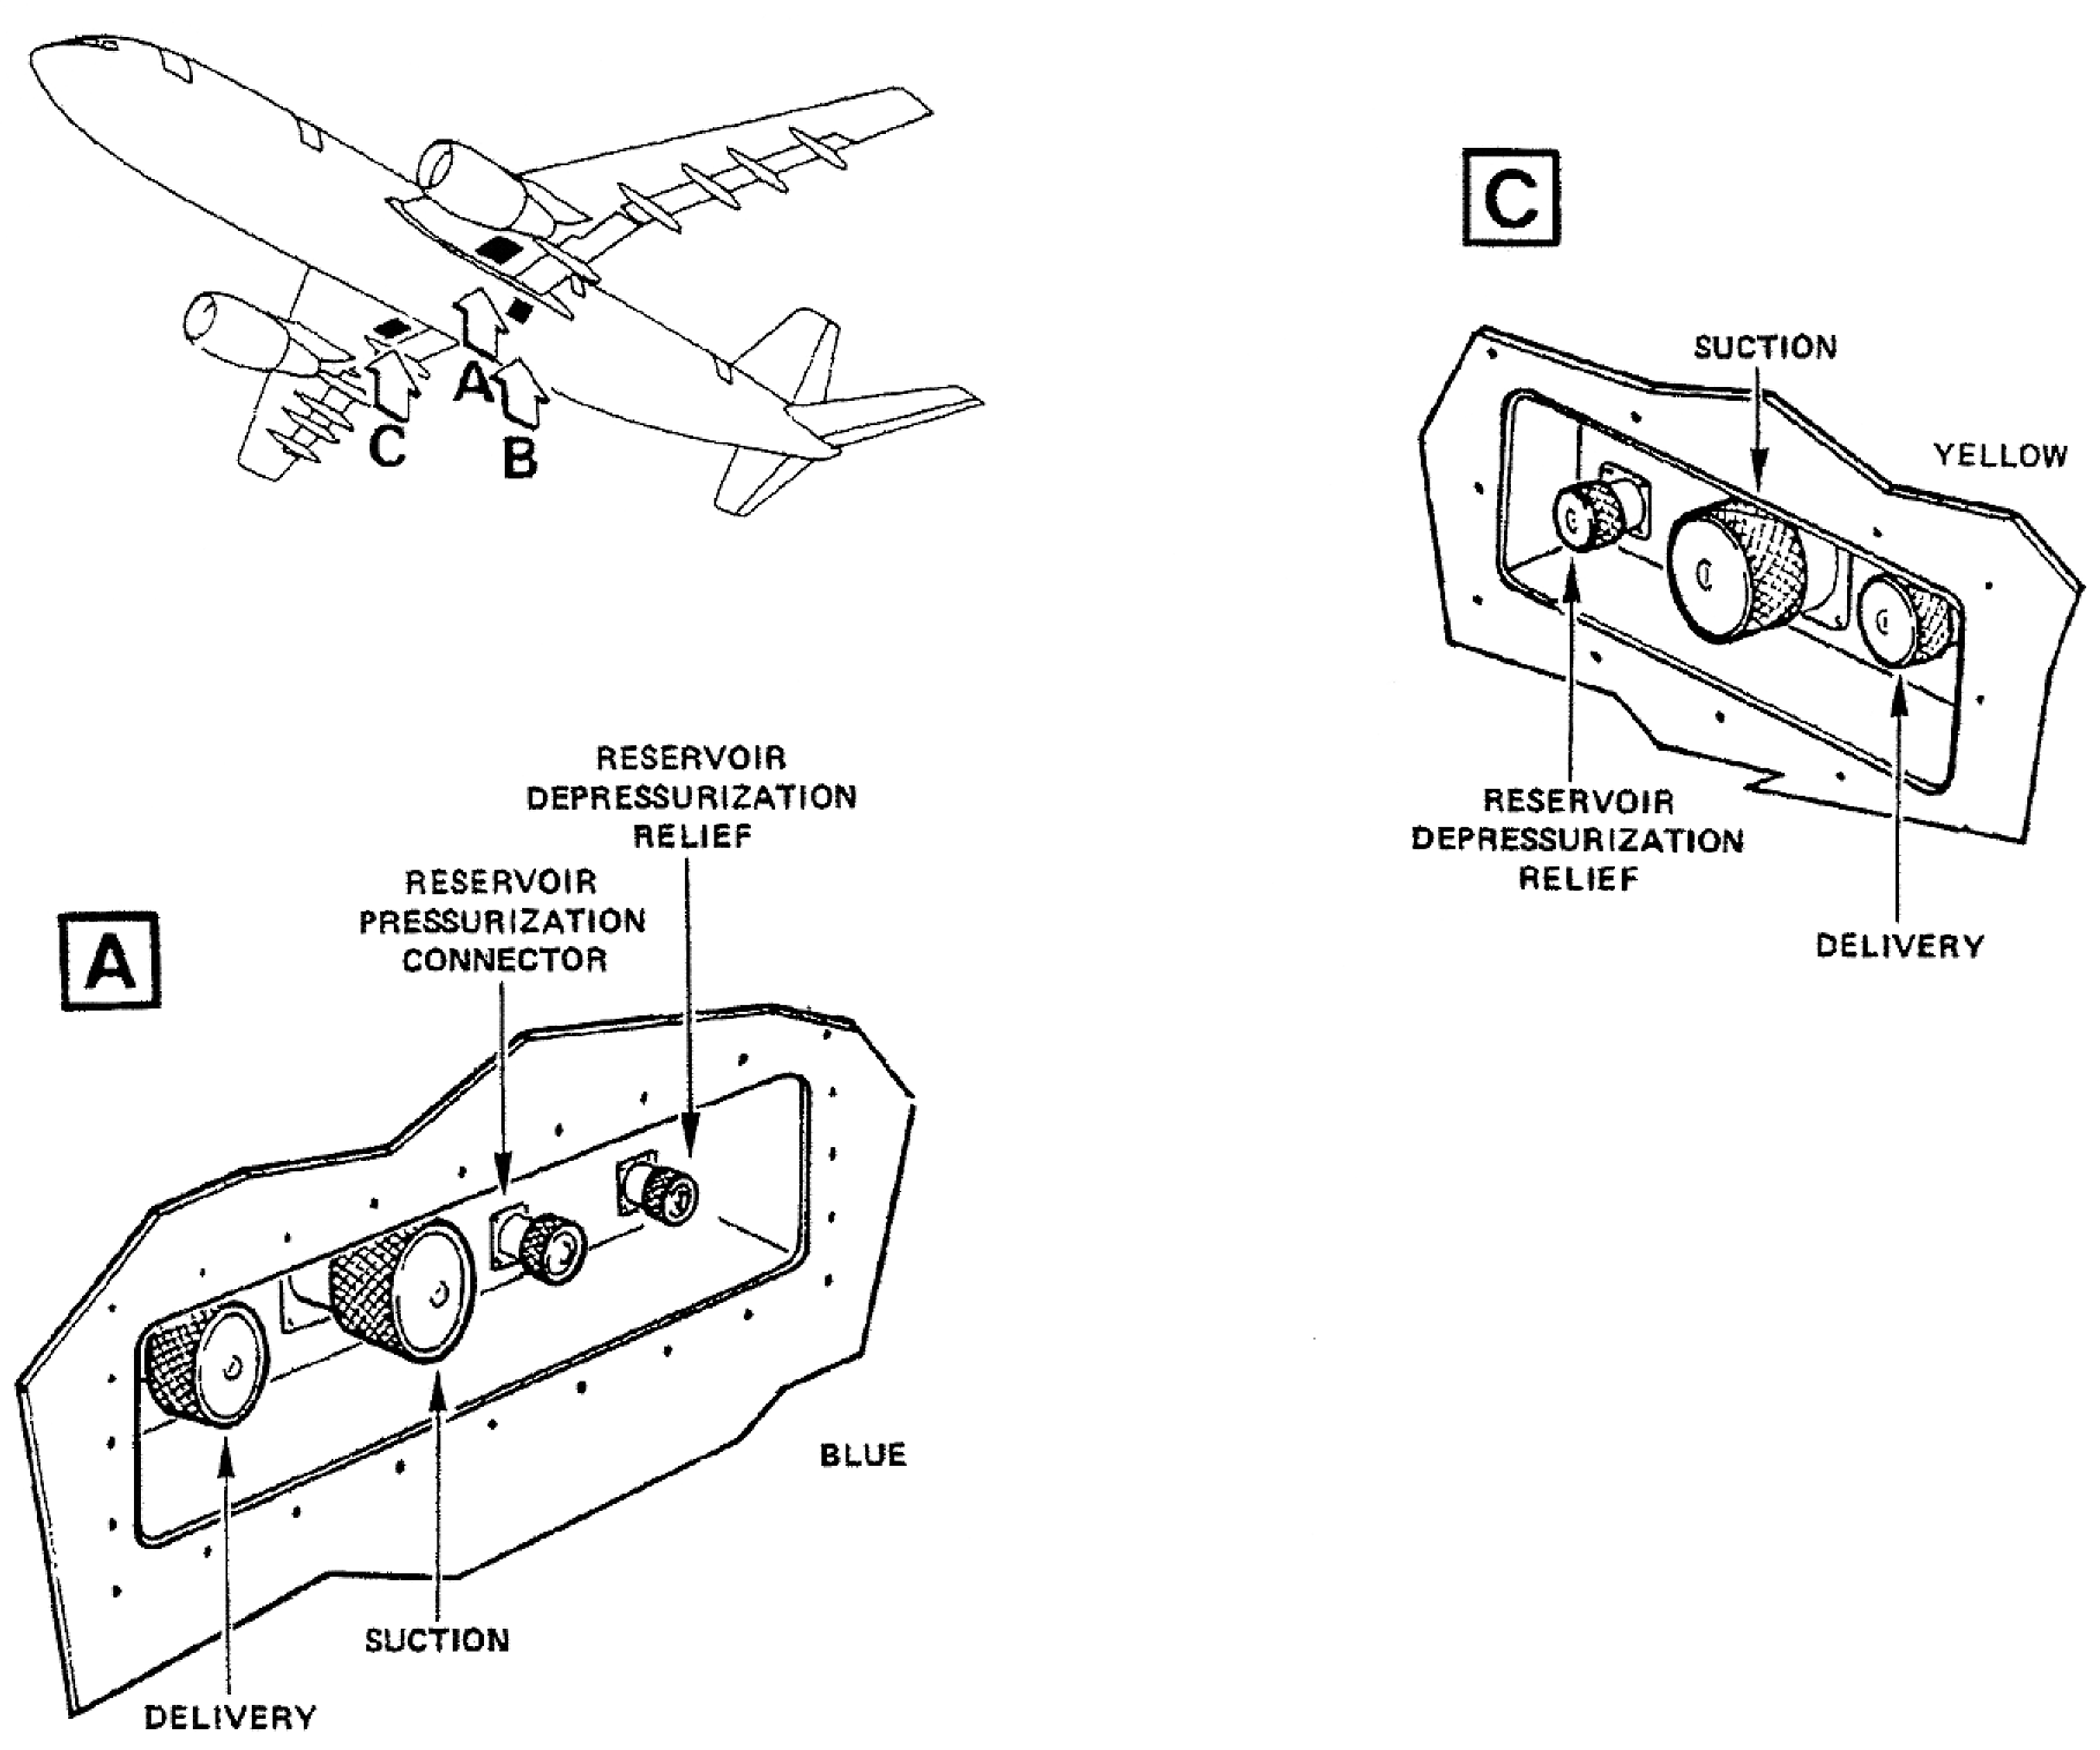 A
B
C
C
SUCTION
YELLOW
RESERVOIR
DEPRESSURIZATION
RELIEF
DELIVERY
RESERVOIR
DEPRESSURIZATION
RELIEF
RESERVOIR
PRESSURIZATION
CONNECTOR
A
BLUE
SUCTION
DELIVERY